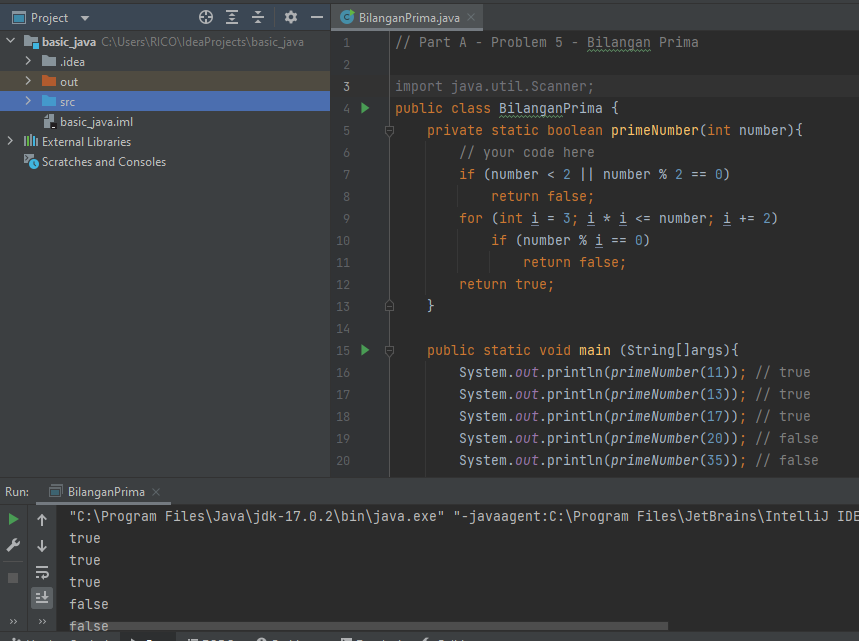 Project
BilanganPrima.java
basic_java C:\Users\RICO\IdeaProjects\basic_java
.idea
out
src
basic_java.iml
External Libraries
Scratches and Consoles
1 // Part A - Problem 5 - Bilangan Prima
2
3 import java.util.Scanner;
4 public class BilanganPrima {
5 private static boolean primeNumber(int number){
6 // your code here
7 if (number < 2 || number % 2 == 0)
8 return false;
9 for (int i = 3; i * i <= number; i += 2)
10 if (number % i == 0)
11 return false;
12 return true;
13 }
14
15 public static void main (String[]args){
16 System.out.println(primeNumber(11)); // true
17 System.out.println(primeNumber(13)); // true
18 System.out.println(primeNumber(17)); // true
19 System.out.println(primeNumber(20)); // false
20 System.out.println(primeNumber(35)); // false
Run: BilanganPrima
"C:\Program Files\Java\jdk-17.0.2\bin\java.exe" "-javaagent:C:\Program Files\JetBrains\IntelliJ IDE
true
true
true
false
false